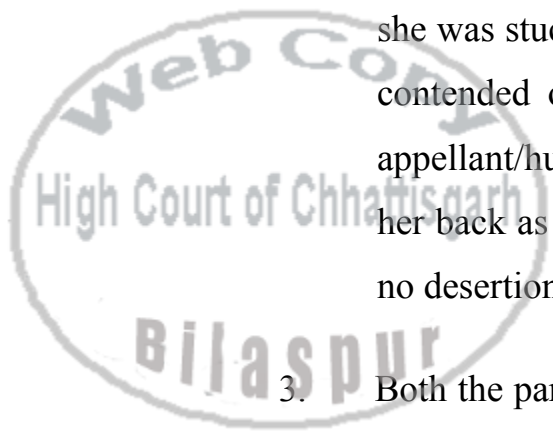 she was stu
Web Copy
contended
appellant/hu
High Court of Chhattisgarh
her back as
no desertion
Bilaspur
3. Both the par